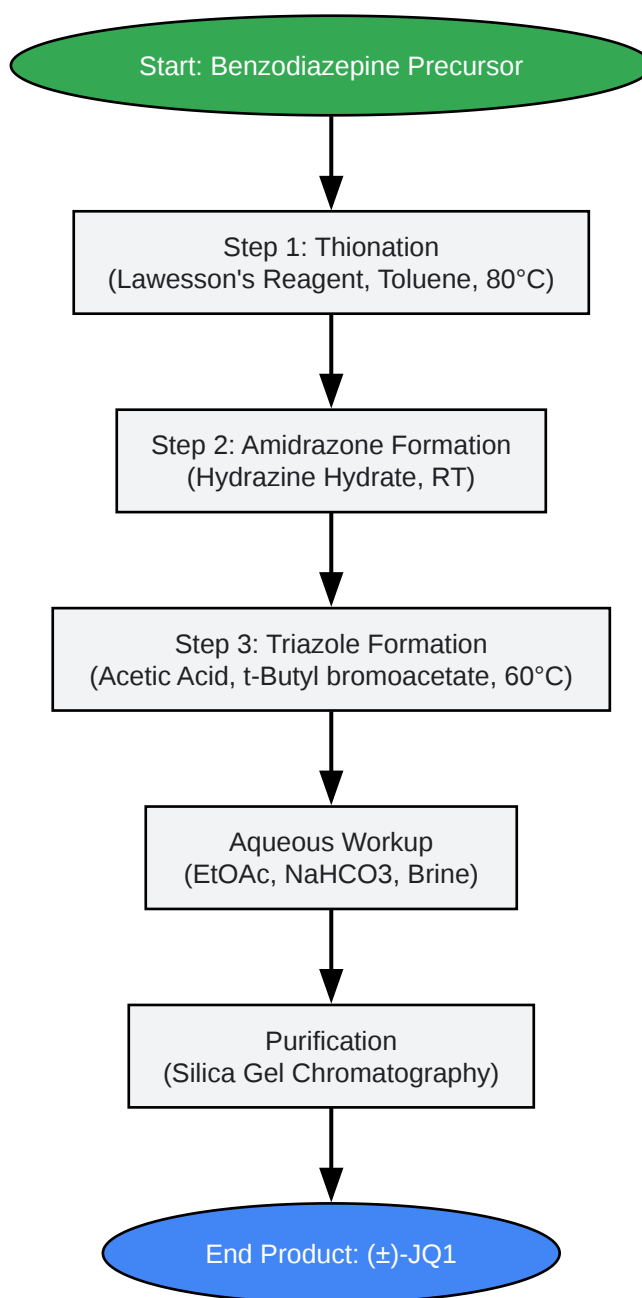 Start: Benzodiazepine Precursor
Step 1: Thionation
(Lawesson's Reagent, Toluene, 80°C)
Step 2: Amidrazone Formation
(Hydrazine Hydrate, RT)
Step 3: Triazole Formation
(Acetic Acid, t-Butyl bromoacetate, 60°C)
Aqueous Workup
(EtOAc, NaHCO3, Brine)
Purification
(Silica Gel Chromatography)
End Product: (±)-JQ1